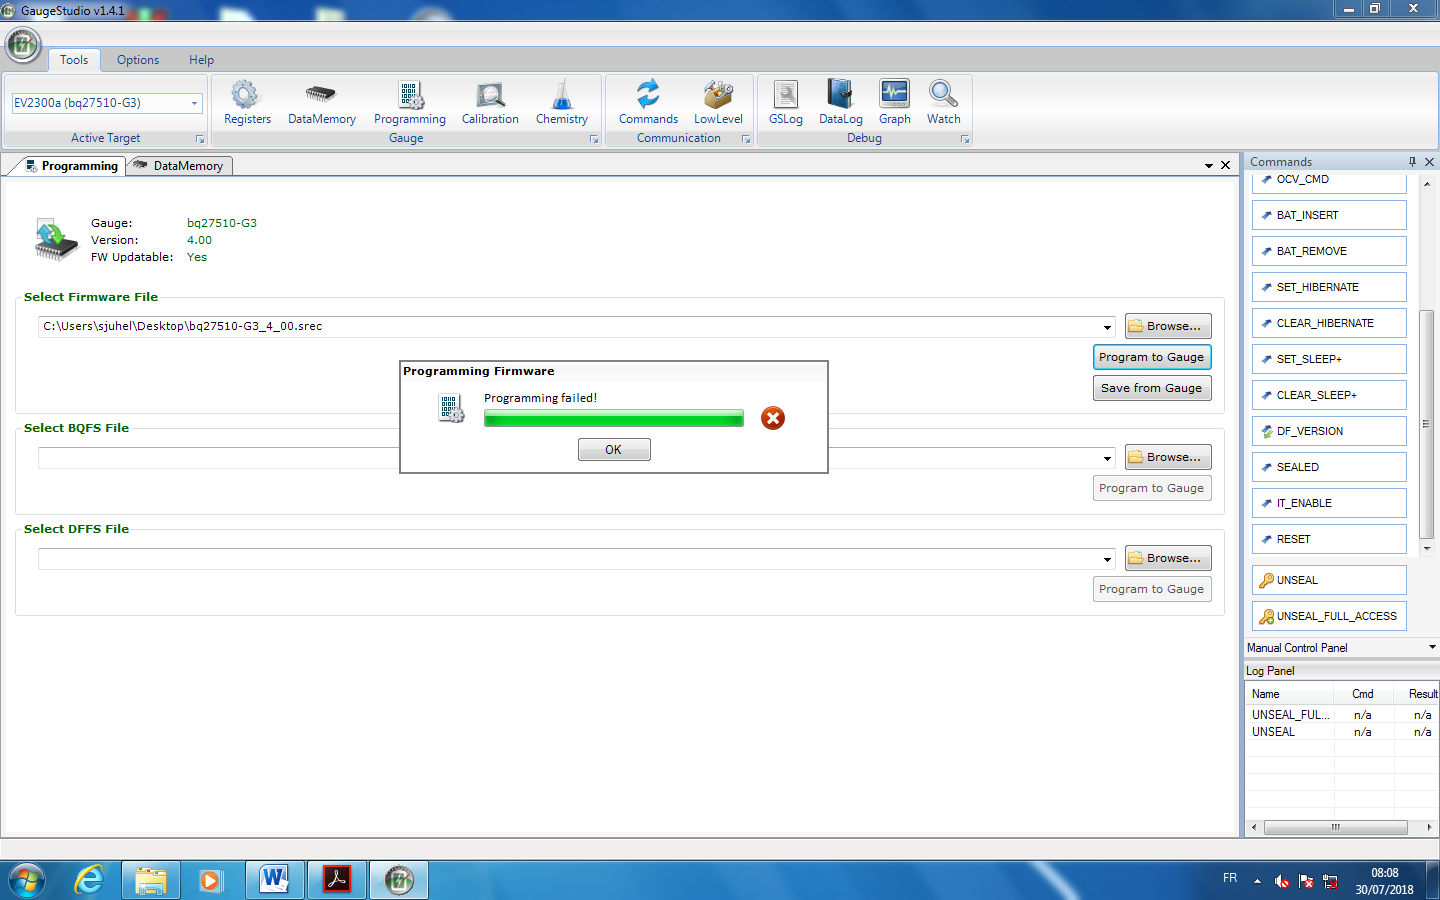 GaugeStudio v1.4.1
Tools Options Help
EV2300a (bq27510-G3)
Active Target
Registers DataMemory Programming Calibration Chemistry
Gauge
Commands LowLevel
Communication
GSLog DataLog Graph Watch
Debug
Programming DataMemory
Gauge: bq27510-G3
Version: 4.00
FW Updatable: Yes
Select Firmware File
C:\Users\sjuhel\Desktop\bq27510-G3_4_00.srec
Browse...
Program to Gauge
Save from Gauge
Programming Firmware
Programming failed!
OK
Select BQFS File
Browse...
Program to Gauge
Select DFFS File
Browse...
Program to Gauge
Commands
OCV_CMD
BAT_INSERT
BAT_REMOVE
SET_HIBERNATE
CLEAR_HIBERNATE
SET_SLEEP+
CLEAR_SLEEP+
DF_VERSION
SEALED
IT_ENABLE
RESET
UNSEAL
UNSEAL_FULL_ACCESS
Manual Control Panel
Log Panel
Name Cmd Result
UNSEAL_FUL... n/a n/a
UNSEAL n/a n/a
FR
08:08
30/07/2018